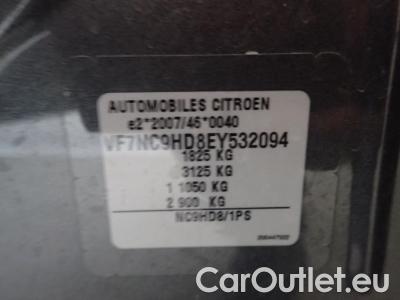 AUTOMOBILES CITROEN
e2*2007/46*0040
VF7NC9HD8EY532094
1825 KG
3125 KG
1 1050 KG
2 900 KG
NC9HD8/1PS
CarOutlet.eu